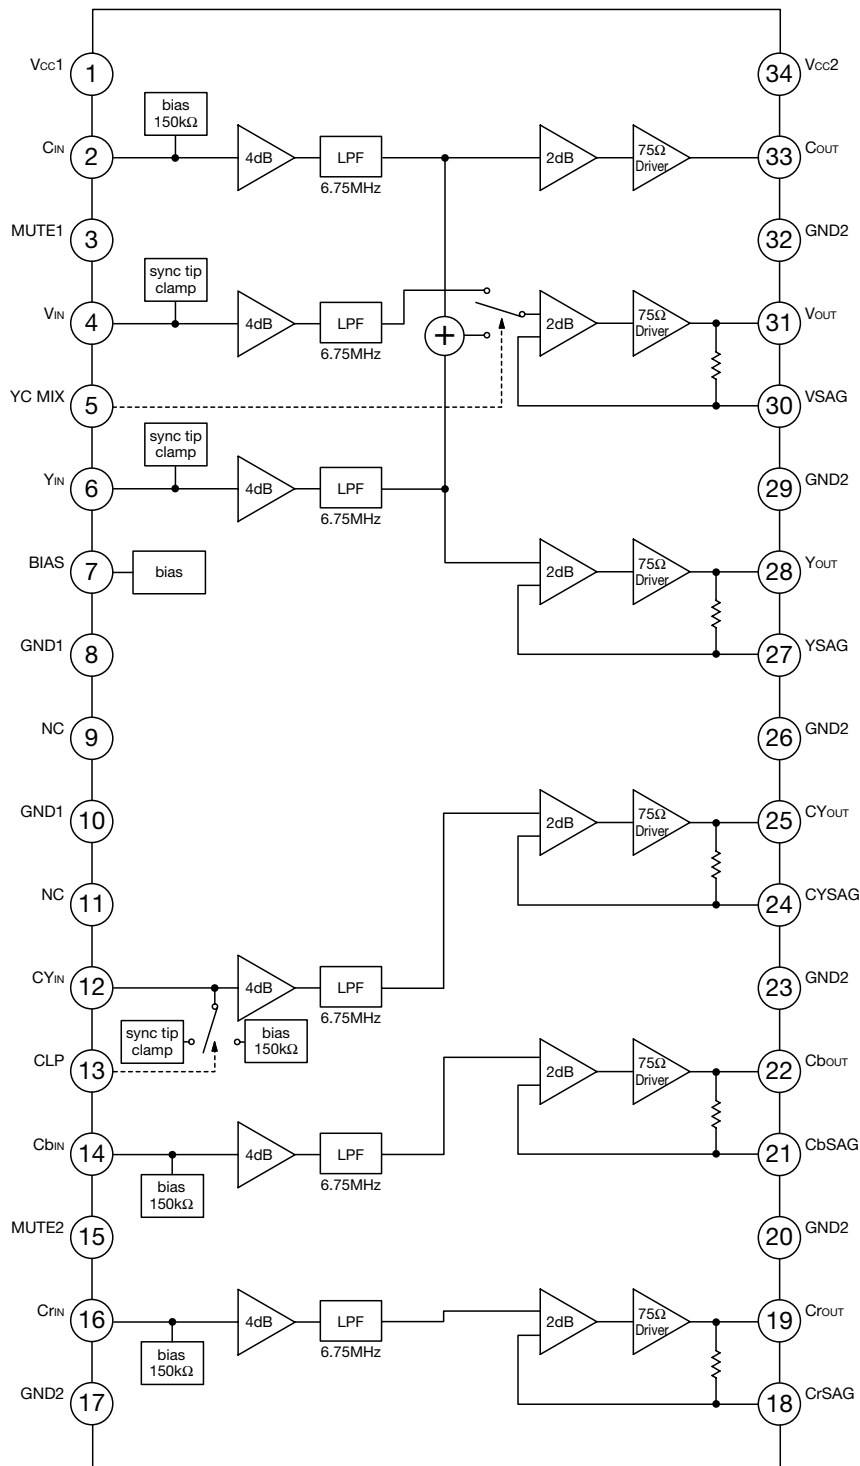 Vcc1
1
34
Vcc2
bias
150kΩ
CIN
2
4dB
LPF
6.75MHz
2dB
75Ω
Driver
33
COUT
MUTE1
3
32
GND2
sync tip
clamp
VIN
4
4dB
LPF
6.75MHz
+
2dB
75Ω
Driver
31
VOUT
YC MIX
5
30
VSAG
sync tip
clamp
YIN
6
4dB
LPF
6.75MHz
29
GND2
BIAS
7
bias
2dB
75Ω
Driver
28
YOUT
GND1
8
27
YSAG
NC
9
26
GND2
GND1
10
2dB
75Ω
Driver
25
CYOUT
NC
11
24
CYSAG
CYIN
12
4dB
LPF
6.75MHz
23
GND2
sync tip
clamp
bias
150kΩ
CLP
13
2dB
75Ω
Driver
22
CbOUT
CbIN
14
4dB
LPF
6.75MHz
21
CbSAG
bias
150kΩ
MUTE2
15
20
GND2
CrIN
16
4dB
LPF
6.75MHz
2dB
75Ω
Driver
19
CrOUT
bias
150kΩ
GND2
17
18
CrSAG